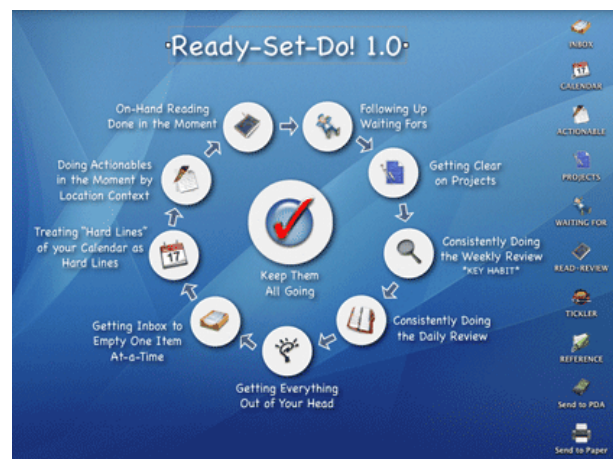 Ready-Set-Do! 1.0
On-Hand Reading
Done in the Moment
Following Up
Waiting Fors
Doing Actionables
in the Moment by
Location Context
Getting Clear
on Projects
Treating "Hard Lines"
of your Calendar as
Hard Lines
17
Keep Them
All Going
Consistently Doing
the Weekly Review
*KEY HABIT*
Getting Inbox to
Empty One Item
At-a-Time
Consistently Doing
the Daily Review
Getting Everything
Out of Your Head
INBOX
17
CALENDAR
ACTIONABLE
PROJECTS
WAITING FOR
READ-REVIEW
TICKLER
REFERENCE
Send to PDA
Send to Paper